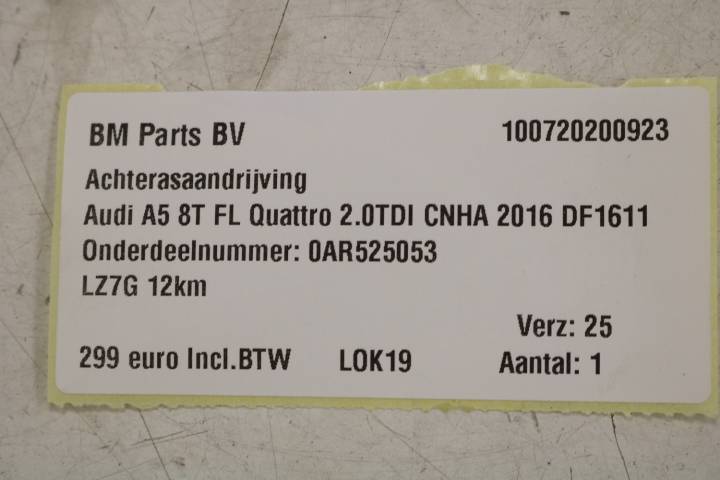 BM Parts BV 100720200923
Achterasaandrijving
Audi A5 8T FL Quattro 2.0TDI CNHA 2016 DF1611
Onderdeelnummer: 0AR525053
LZ7G 12km
Verz: 25
299 euro Incl.BTW LOK19 Aantal: 1